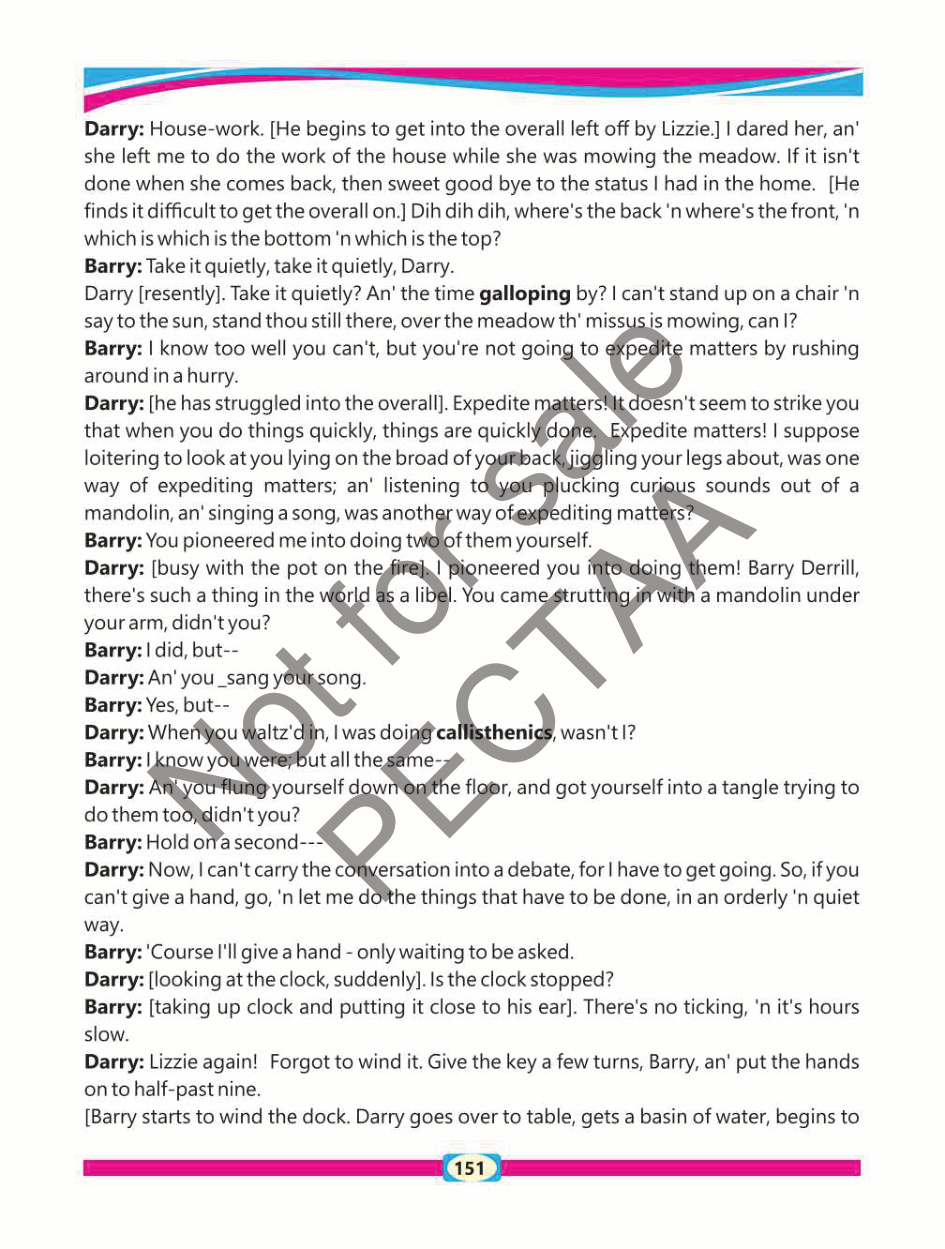 Darry: House-work. [He begins to get into the overall left off by Lizzie.] I dared her, an'
she left me to do the work of the house while she was mowing the meadow. If it isn't
done when she comes back, then sweet good bye to the status I had in the home. [He
finds it difficult to get the overall on.] Dih dih dih, where's the back 'n where's the front, 'n
which is which is the bottom 'n which is the top?
Barry: Take it quietly, take it quietly, Darry.
Darry [resently]. Take it quietly? An' the time galloping by? I can't stand up on a chair 'n
say to the sun, stand thou still there, over the meadow th' missus is mowing, can I?
Barry: I know too well you can't, but you're not going to expedite matters by rushing
around in a hurry.
Darry: [he has struggled into the overall]. Expedite matters! It doesn't seem to strike you
that when you do things quickly, things are quickly done. Expedite matters! I suppose
loitering to look at you lying on the broad of your back, jiggling your legs about, was one
way of expediting matters; an' listening to you plucking curious sounds out of a
mandolin, an' singing a song, was another way of expediting matters?
Barry: You pioneered me into doing two of them yourself.
Darry: [busy with the pot on the fire]. I pioneered you into doing them! Barry Derrill,
there's such a thing in the world as a libel. You came strutting in with a mandolin under
your arm, didn't you?
Barry: I did, but--
Darry: An' you _sang your song.
Barry: Yes, but--
Darry: When you waltz'd in, I was doing callisthenics, wasn't I?
Barry: I know you were; but all the same--
Darry: An' you flung yourself down on the floor, and got yourself into a tangle trying to
do them too, didn't you?
Barry: Hold on a second---
Darry: Now, I can't carry the conversation into a debate, for I have to get going. So, if you
can't give a hand, go, 'n let me do the things that have to be done, in an orderly 'n quiet
way.
Barry: 'Course I'll give a hand - only waiting to be asked.
Darry: [looking at the clock, suddenly]. Is the clock stopped?
Barry: [taking up clock and putting it close to his ear]. There's no ticking, 'n it's hours
slow.
Darry: Lizzie again! Forgot to wind it. Give the key a few turns, Barry, an' put the hands
on to half-past nine.
[Barry starts to wind the dock. Darry goes over to table, gets a basin of water, begins to
151
Not for sale
PECTAA